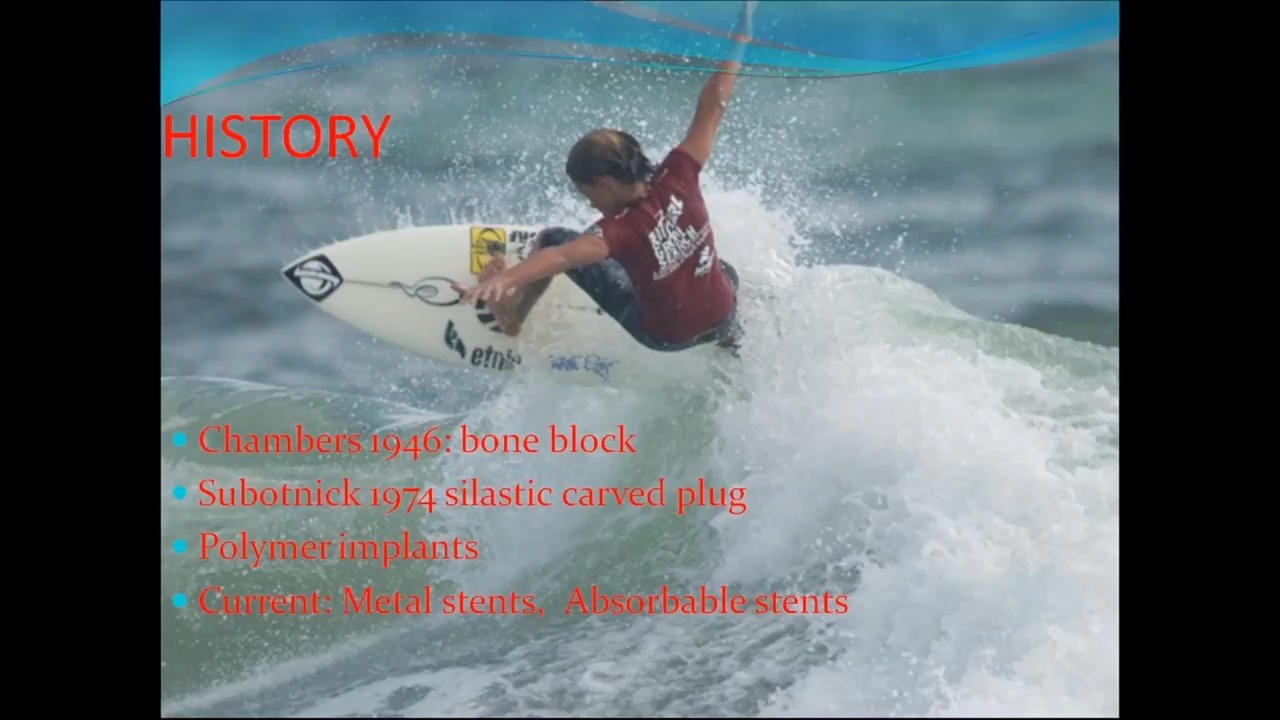 HISTORY
Chambers 1946: bone block
Subotnick 1974 silastic carved plug
Polymer implants
Current: Metal stents, Absorbable stents